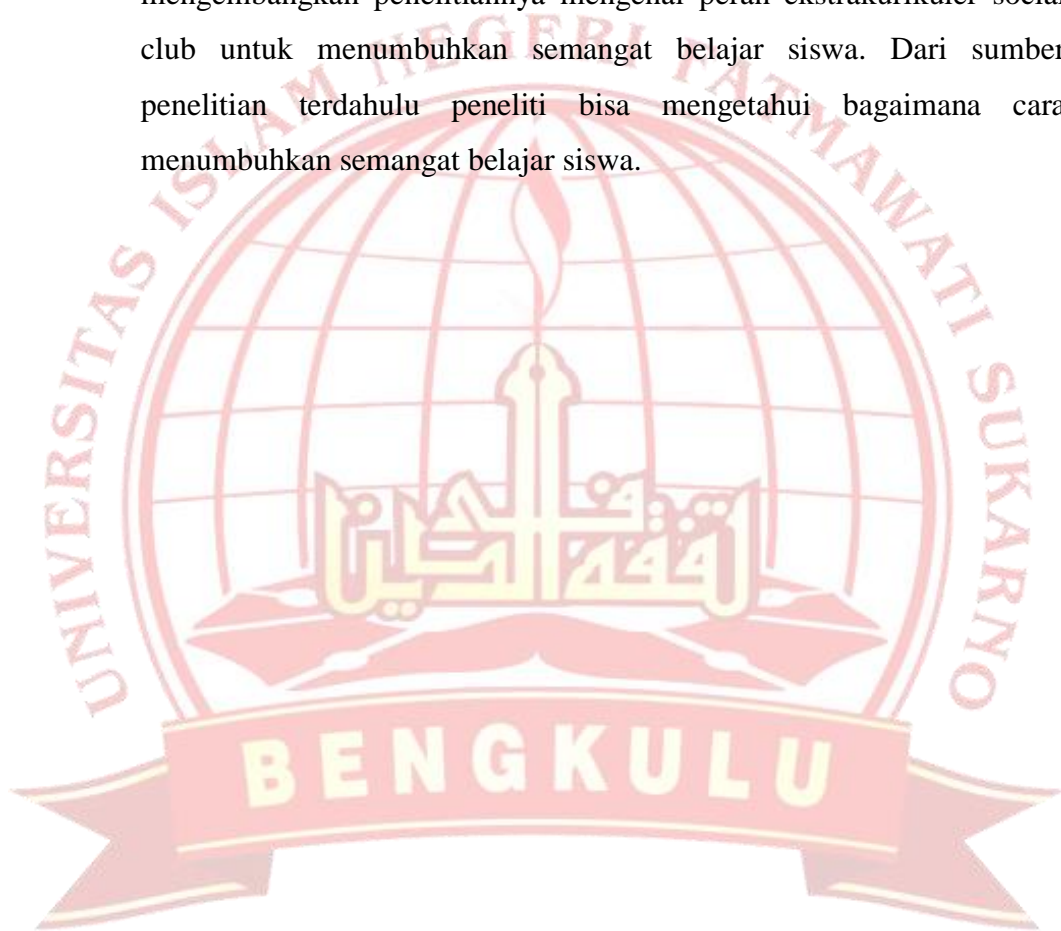 mengembangkan penelitiannya mengenai peran ekstrakurikuler social
club untuk menumbuhkan semangat belajar siswa. Dari sumber
penelitian terdahulu peneliti bisa mengetahui bagaimana cara
menumbuhkan semangat belajar siswa.
UNIVERSITAS ISLAM NEGERI FATMAWATI SUKARNO
BENGKULU